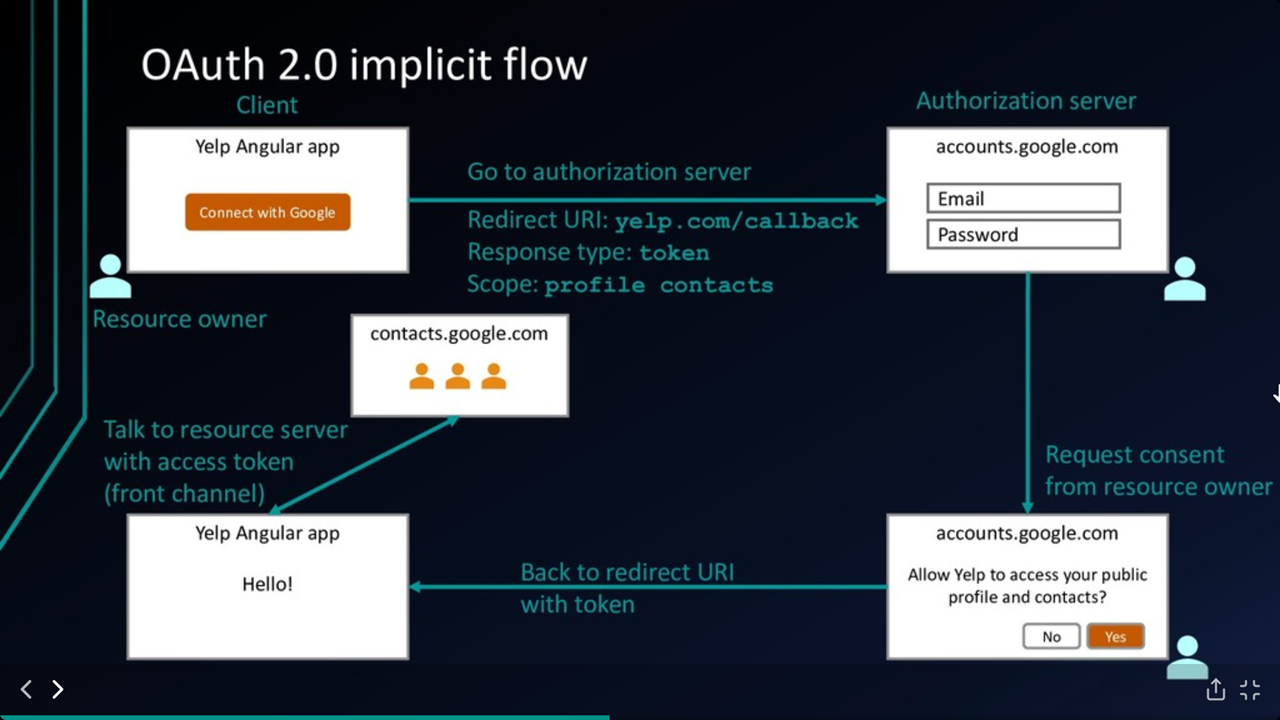 OAuth 2.0 implicit flow
Client
Authorization server
Yelp Angular app
Connect with Google
Go to authorization server
Redirect URI: yelp.com/callback
Response type: token
Scope: profile contacts
accounts.google.com
Email
Password
Resource owner
contacts.google.com
Talk to resource server
with access token
(front channel)
Request consent
from resource owner
Yelp Angular app
Hello!
Back to redirect URI
with token
accounts.google.com
Allow Yelp to access your public
profile and contacts?
No
Yes